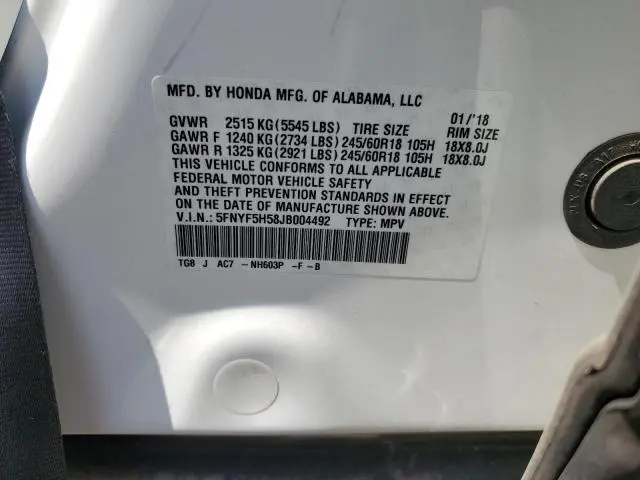 MFD. BY HONDA MFG. OF ALABAMA, LLC 01/'18
GVWR 2515 KG(5545 LBS) TIRE SIZE RIM SIZE
GAWR F 1240 KG(2734 LBS) 245/60R18 105H 18X8.0J
GAWR R 1325 KG(2921 LBS) 245/60R18 105H 18X8.0J
THIS VEHICLE CONFORMS TO ALL APPLICABLE
FEDERAL MOTOR VEHICLE SAFETY
AND THEFT PREVENTION STANDARDS IN EFFECT
ON THE DATE OF MANUFACTURE SHOWN ABOVE.
V.I.N.: 5FNYF5H58JB004492 TYPE: MPV
TG8 J AC7 -NH603P -F -B